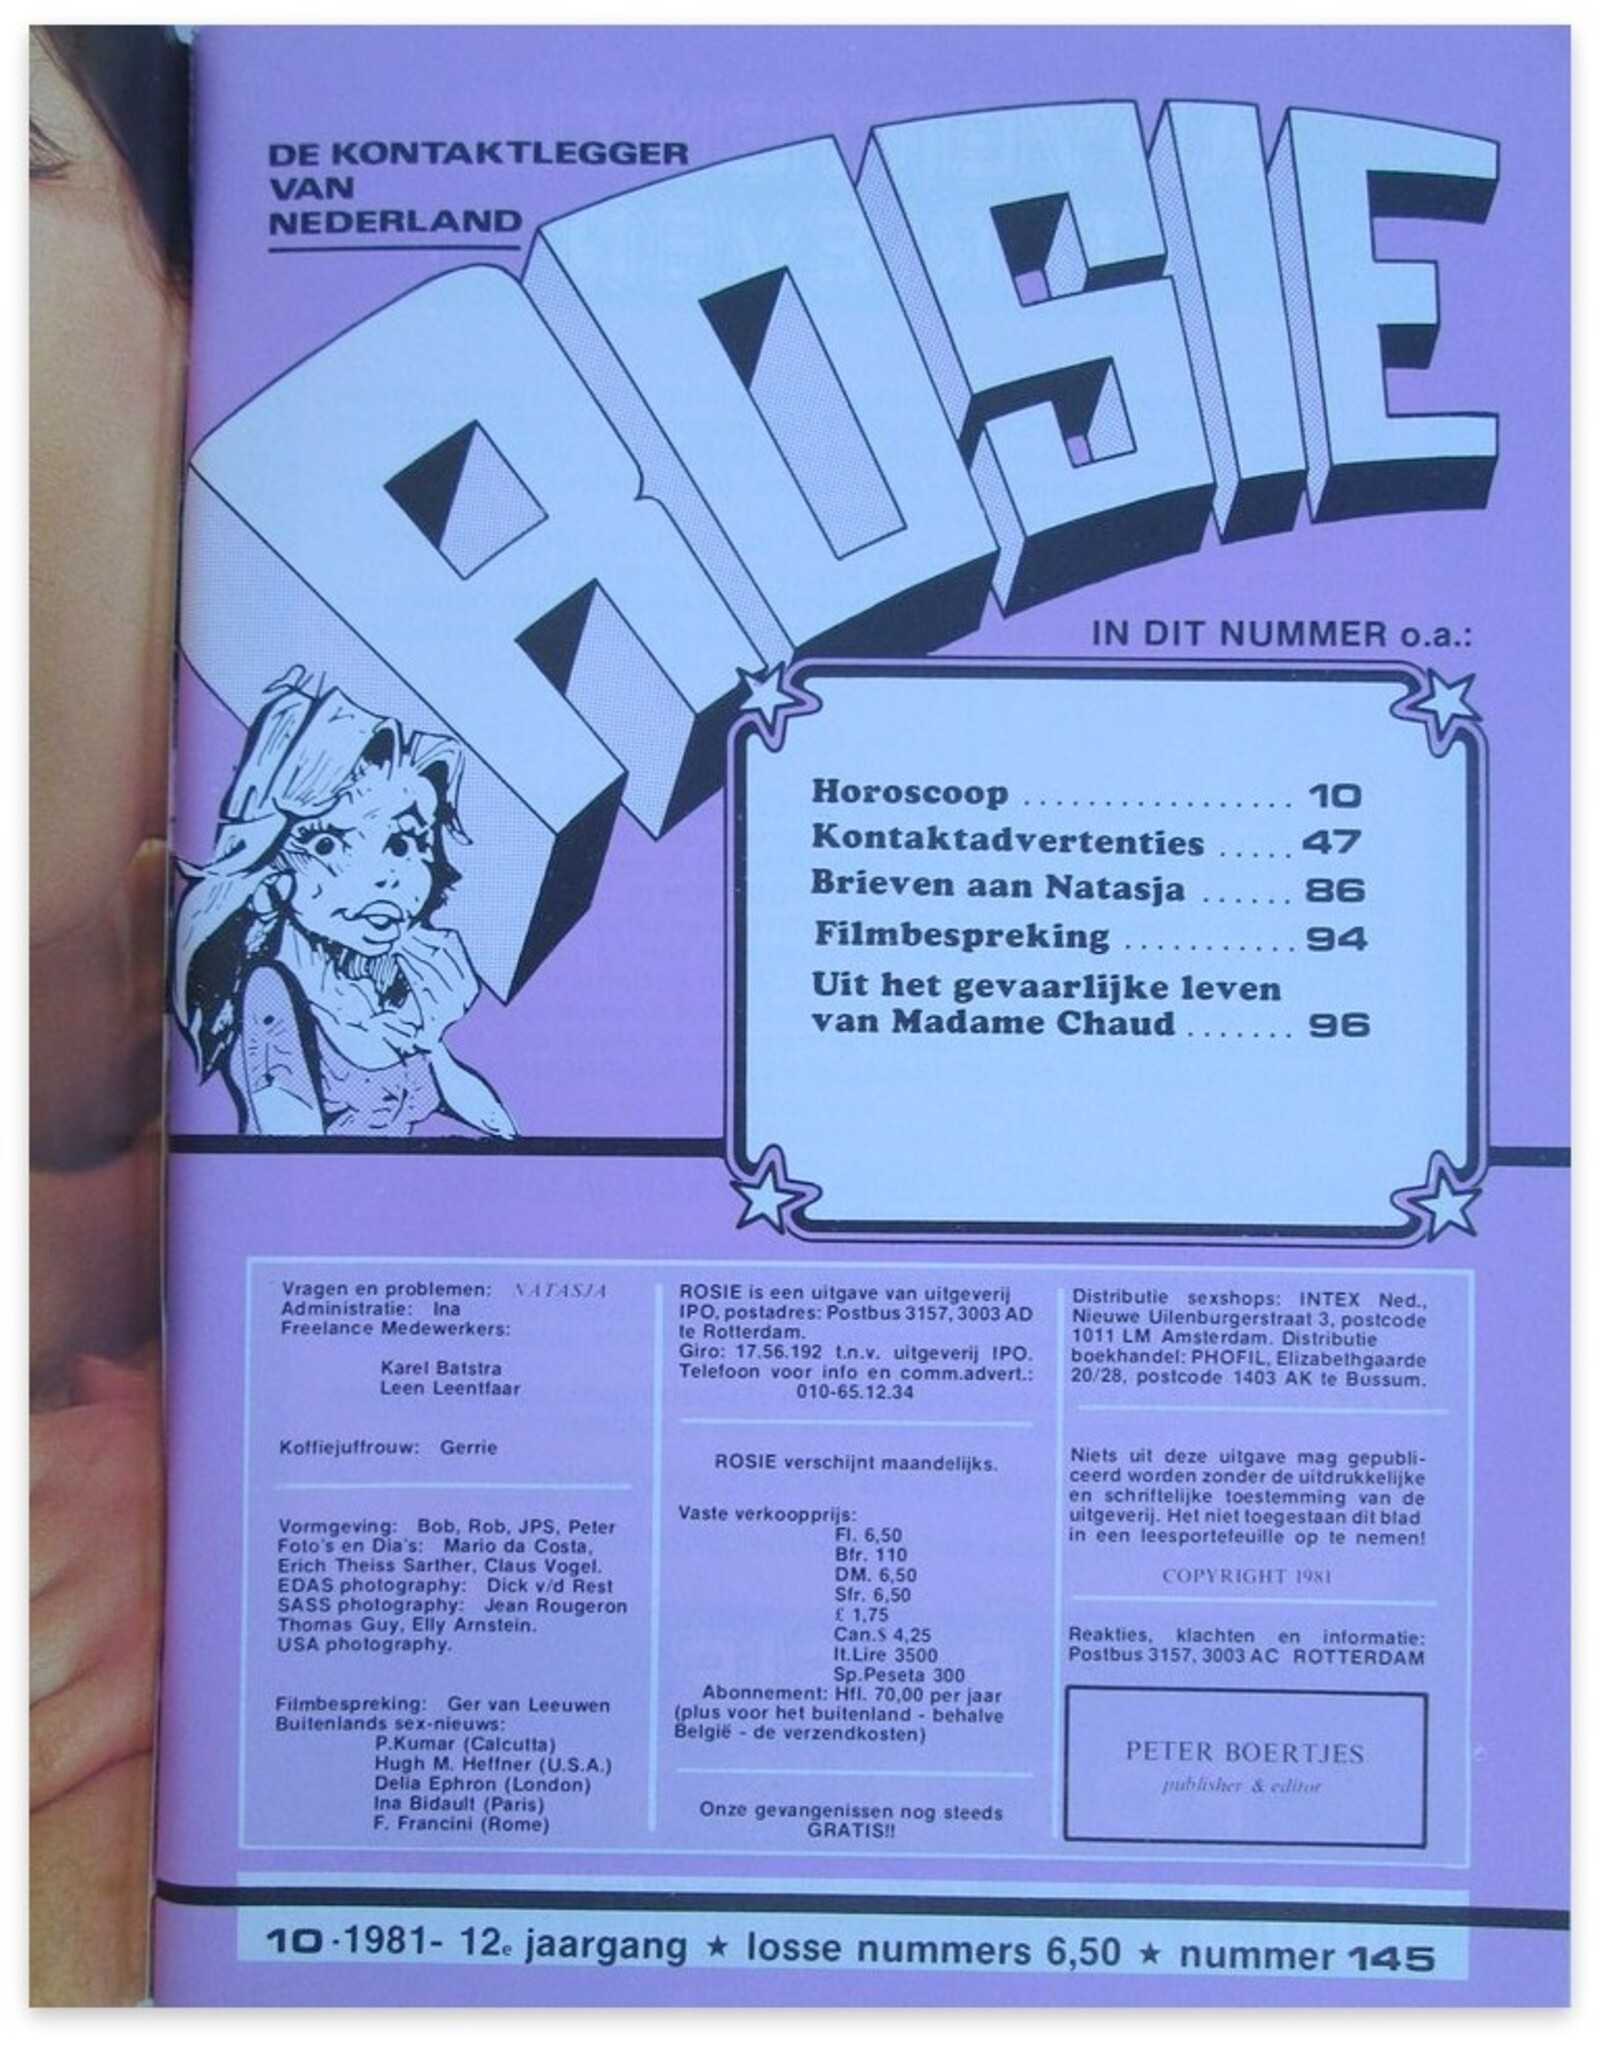 DE KONTAKTLEGGER
VAN
NEDERLAND
ROSIE
IN DIT NUMMER o.a.:
Horoscoop .................. 10
Kontaktadvertenties ..... 47
Brieven aan Natasja ...... 86
Filmbespreking ........... 94
Uit het gevaarlijke leven
van Madame Chaud ....... 96
Vragen en problemen: NATASJA
Administratie: Ina
Freelance Medewerkers:
Karel Batstra
Leen Leentfaar
Koffiejuffrouw: Gerrie
Vormgeving: Bob, Rob, JPS, Peter
Foto's en Dia's: Mario da Costa,
Erich Theiss Sarther, Claus Vogel.
EDAS photography: Dick v/d Rest
SASS photography: Jean Rougeron
Thomas Guy, Elly Arnstein.
USA photography.
Filmbespreking: Ger van Leeuwen
Buitenlands sex-nieuws:
P.Kumar (Calcutta)
Hugh M. Heffner (U.S.A.)
Delia Ephron (London)
Ina Bidault (Paris)
F. Francini (Rome)
ROSIE is een uitgave van uitgeverij
IPO, postadres: Postbus 3157, 3003 AD
te Rotterdam.
Giro: 17.56.192 t.n.v. uitgeverij IPO.
Telefoon voor info en comm.advert.:
010-65.12.34
ROSIE verschijnt maandelijks.
Vaste verkoopprijs:
Fl. 6,50
Bfr. 110
DM. 6,50
Sfr. 6,50
£ 1,75
Can.$ 4,25
It.Lire 3500
Sp.Peseta 300
Abonnement: Hfl. 70,00 per jaar
(plus voor het buitenland - behalve
België - de verzendkosten)
Onze gevangenissen nog steeds
GRATIS!!
Distributie sexshops: INTEX Ned.,
Nieuwe Uilenburgerstraat 3, postcode
1011 LM Amsterdam. Distributie
boekhandel: PHOFIL, Elizabethgaarde
20/28, postcode 1403 AK te Bussum.
Niets uit deze uitgave mag gepubli-
ceerd worden zonder de uitdrukkelijke
en schriftelijke toestemming van de
uitgeverij. Het niet toegestaan dit blad
in een leesportefeuille op te nemen!
COPYRIGHT 1981
Reakties, klachten en informatie:
Postbus 3157, 3003 AC ROTTERDAM
PETER BOERTJES
publisher & editor
10·1981- 12e jaargang ★ losse nummers 6,50 ★ nummer 145